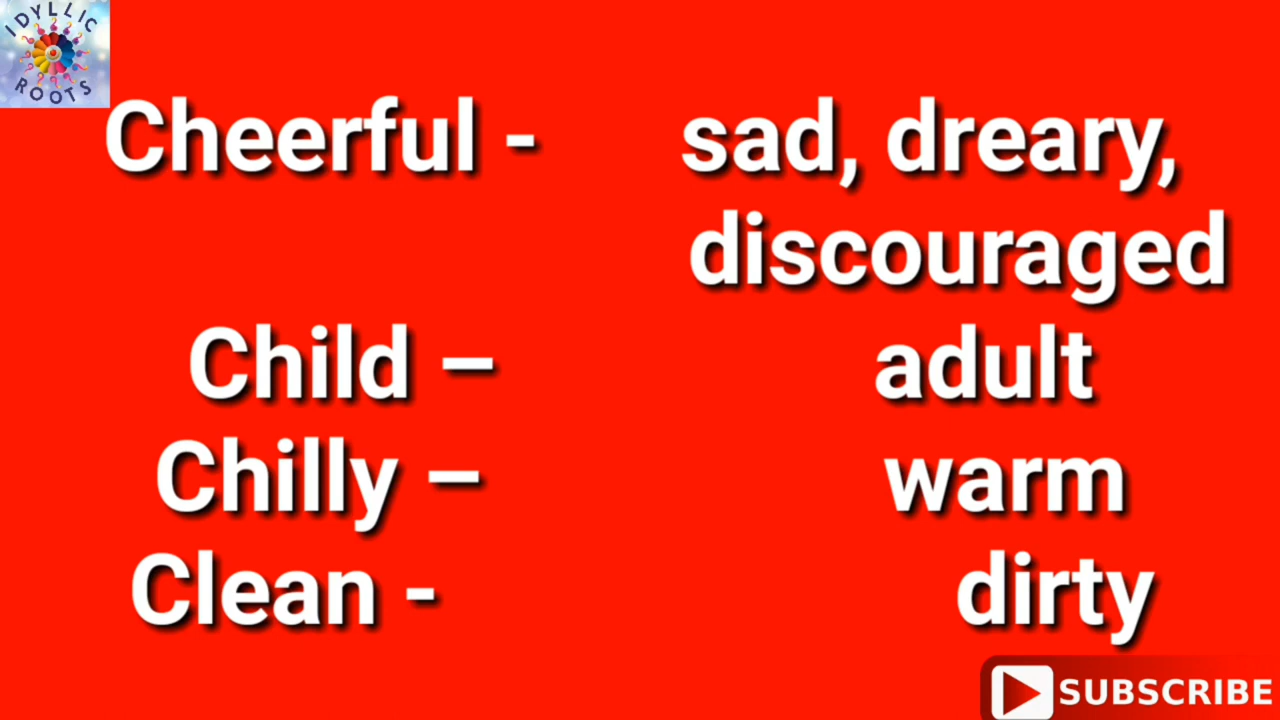 IDYLLIC
ROOTS
Cheerful - sad, dreary,
discouraged
Child – adult
Chilly – warm
Clean - dirty
SUBSCRIBE